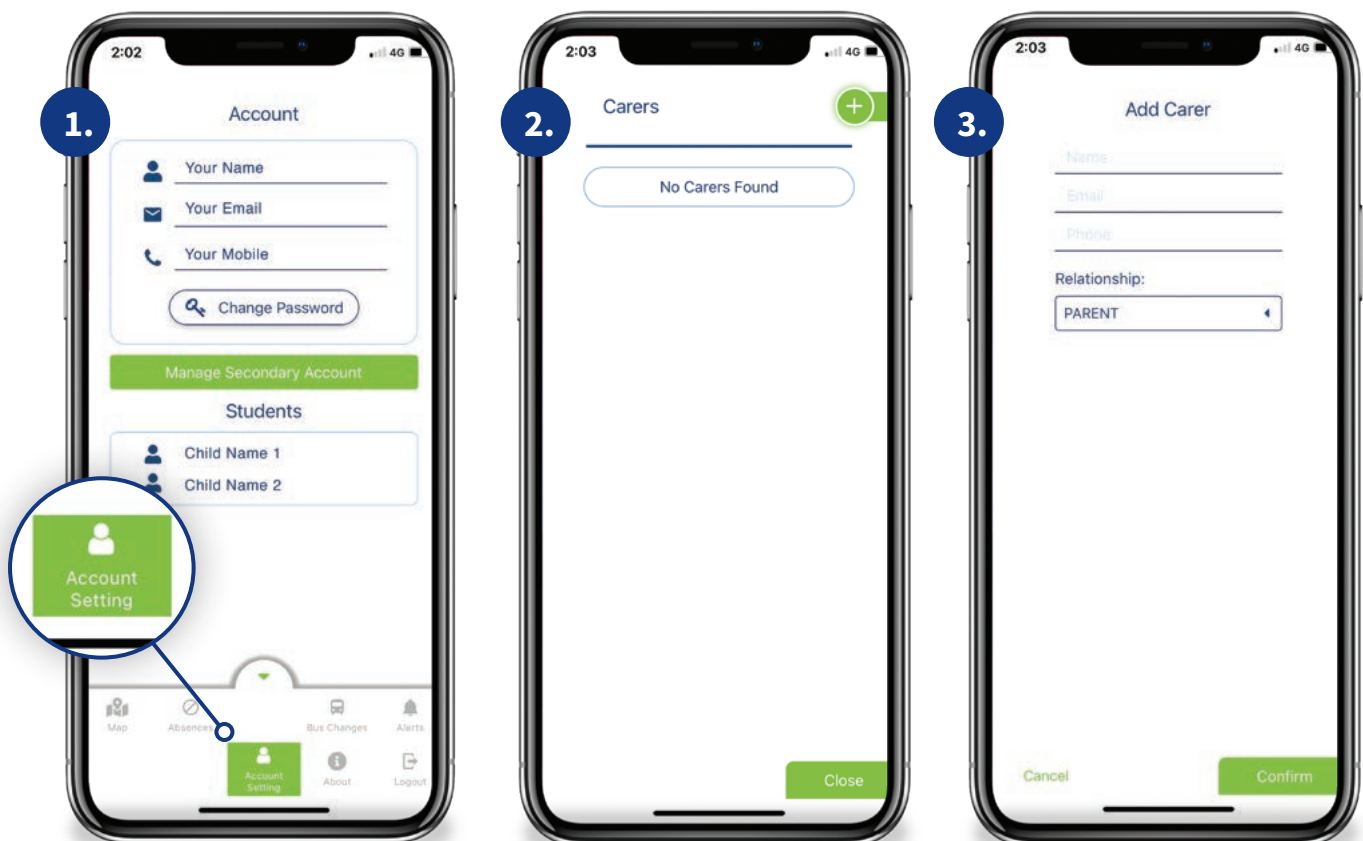 1.
2:02
4G
Account
Your Name
Your Email
Your Mobile
Change Password
Manage Secondary Account
Students
Child Name 1
Child Name 2
Account
Setting
Map
Absences
Bus Changes
Alerts
Account
Setting
About
Logout
2.
2:03
4G
Carers
+
No Carers Found
Close
3.
2:03
4G
Add Carer
Name
Email
Phone
Relationship:
PARENT
Cancel
Confirm